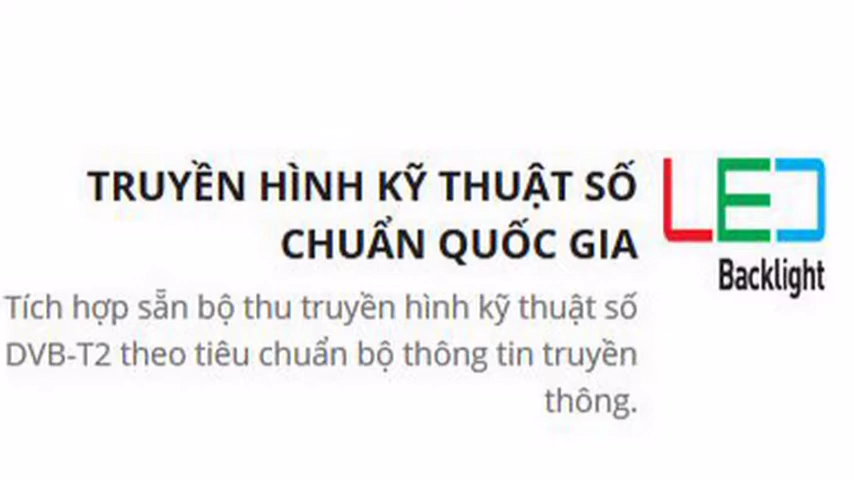 TRUYỀN HÌNH KỸ THUẬT SỐ
CHUẨN QUỐC GIA
LED
Backlight
Tích hợp sẵn bộ thu truyền hình kỹ thuật số
DVB-T2 theo tiêu chuẩn bộ thông tin truyền
thông.